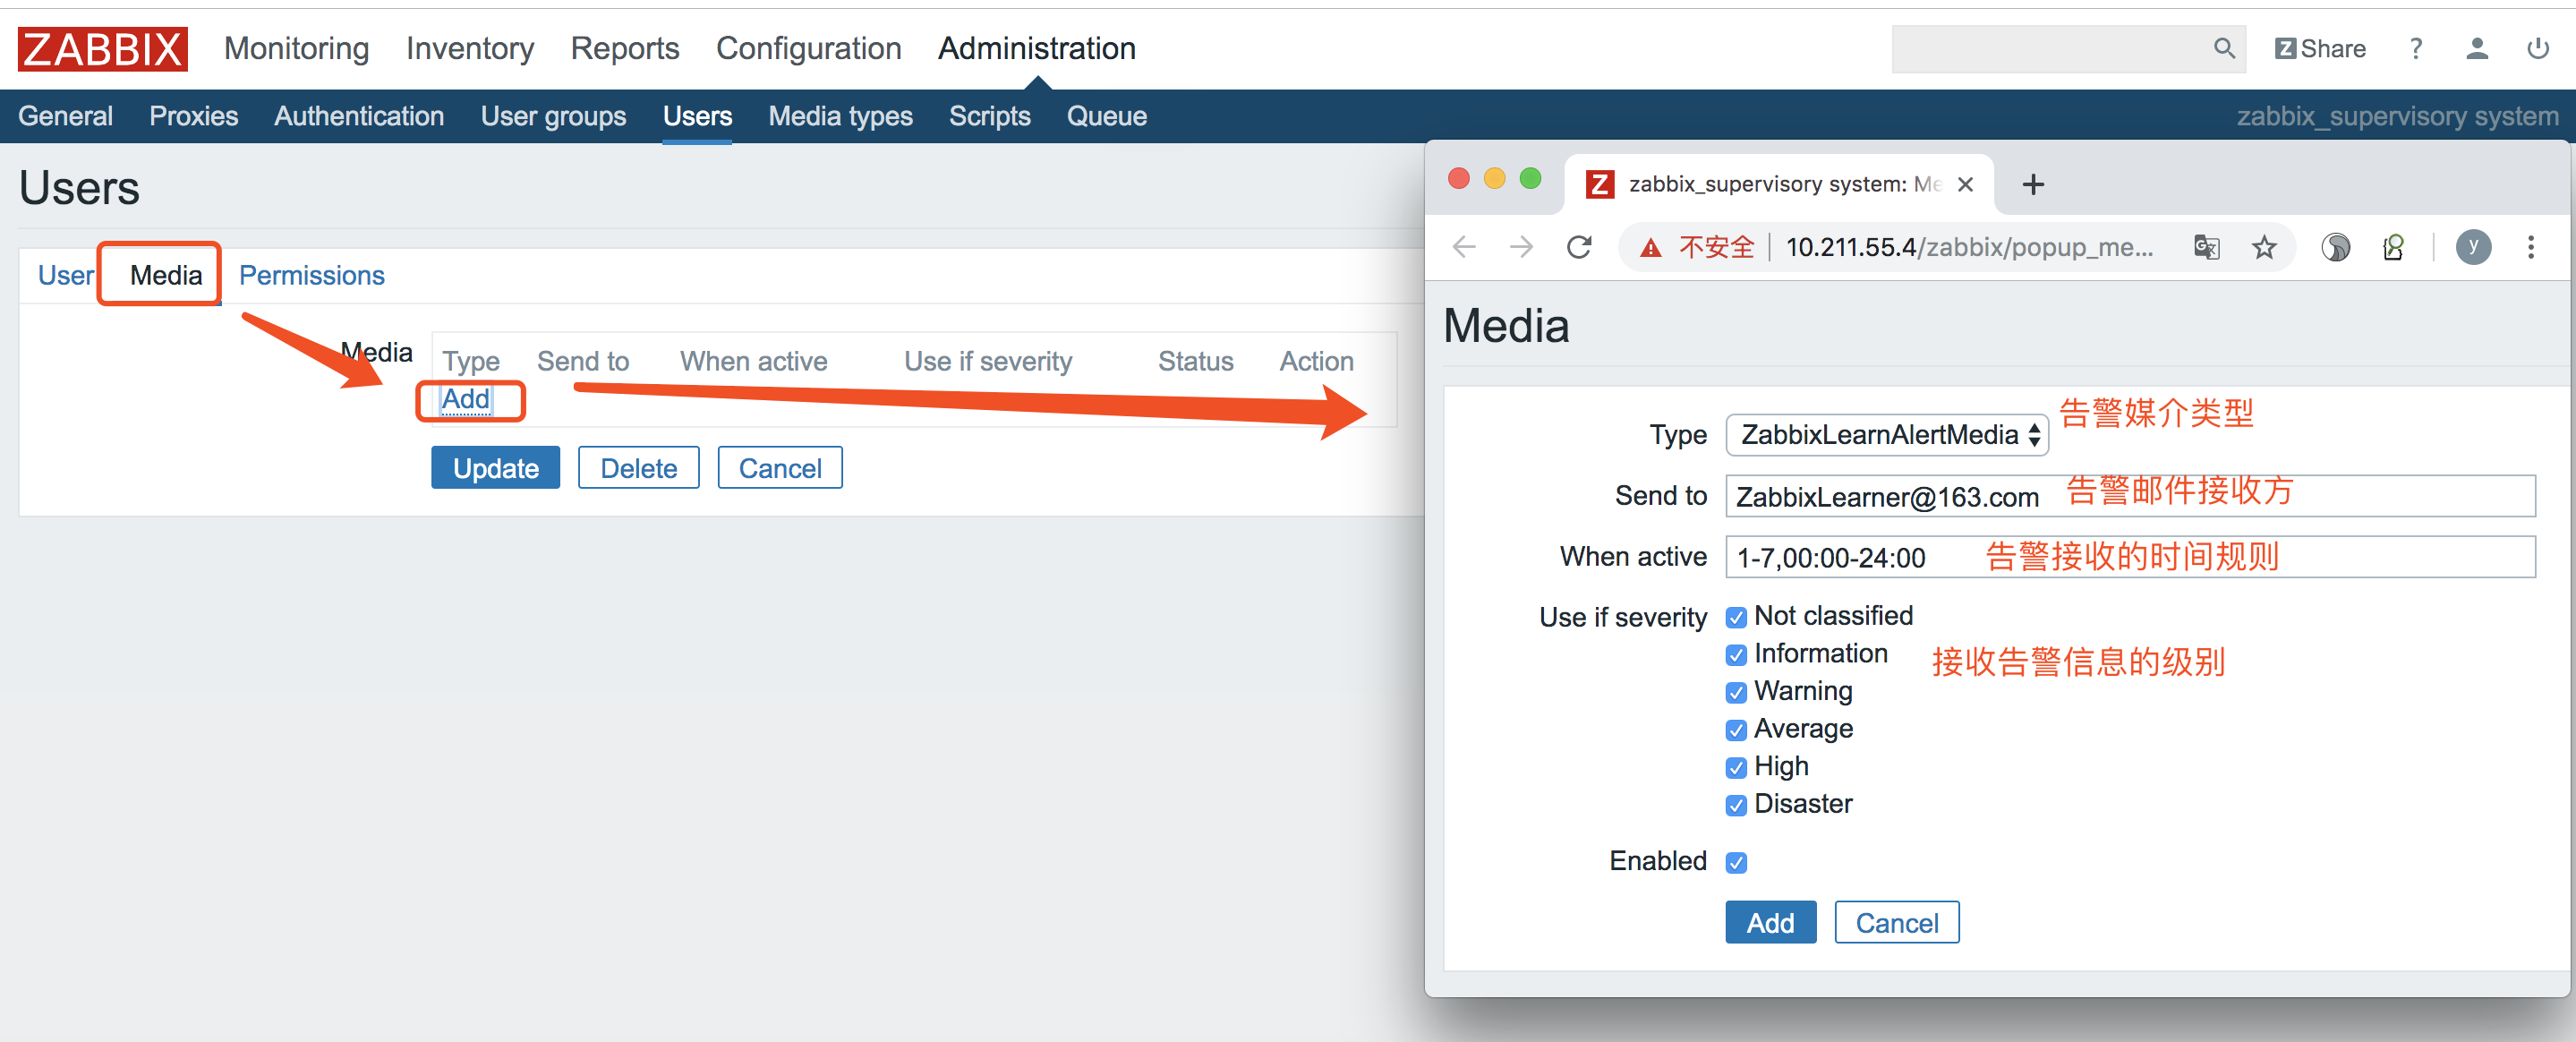 ZABBIX Monitoring Inventory Reports Configuration Administration Z Share ?
General Proxies Authentication User groups Users Media types Scripts Queue zabbix_supervisory system
Users
User Media Permissions
Media Type Send to When active Use if severity Status Action
Add
Update Delete Cancel
Z zabbix_supervisory system: Me
不安全 10.211.55.4/zabbix/popup_me... y
Media
Type ZabbixLearnAlertMedia 告警媒介类型
Send to ZabbixLearner@163.com 告警邮件接收方
When active 1-7,00:00-24:00 告警接收的时间规则
Use if severity Not classified
Information 接收告警信息的级别
Warning
Average
High
Disaster
Enabled
Add Cancel